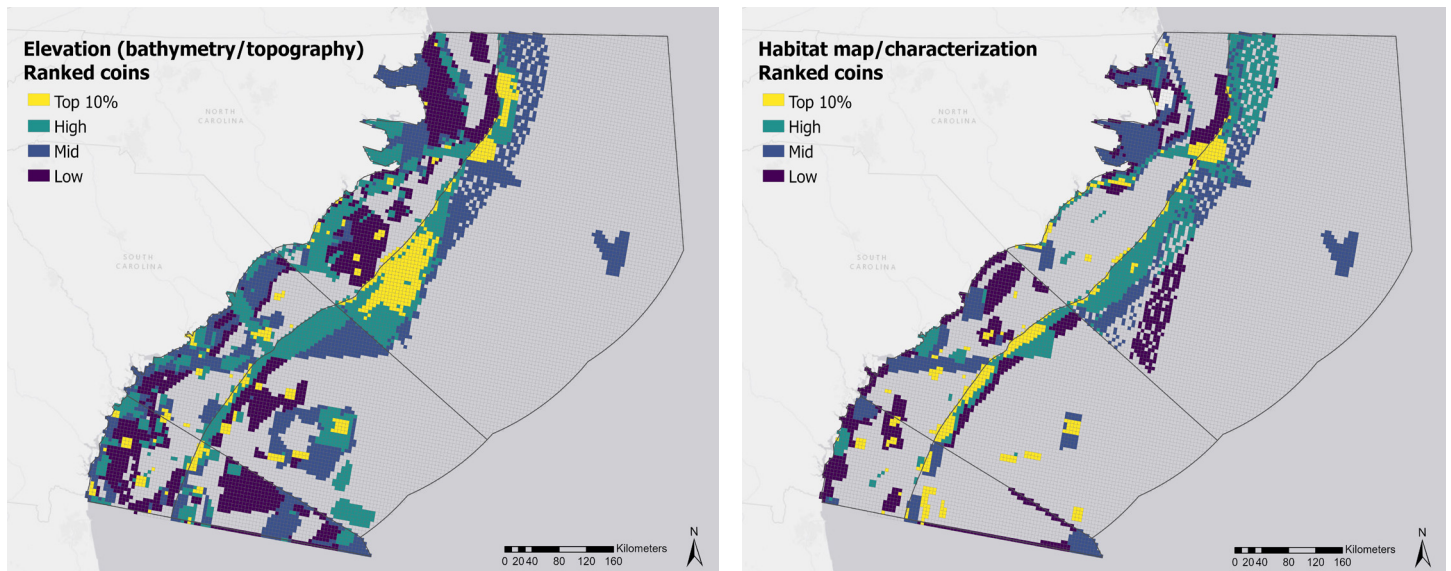 Elevation (bathymetry/topography)
Ranked coins
Top 10%
High
Mid
Low
NORTH
CAROLINA
SOUTH
CAROLINA
N
Kilometers
0 20 40 80 120 160
Habitat map/characterization
Ranked coins
Top 10%
High
Mid
Low
NORTH
CAROLINA
SOUTH
CAROLINA
N
Kilometers
0 20 40 80 120 160